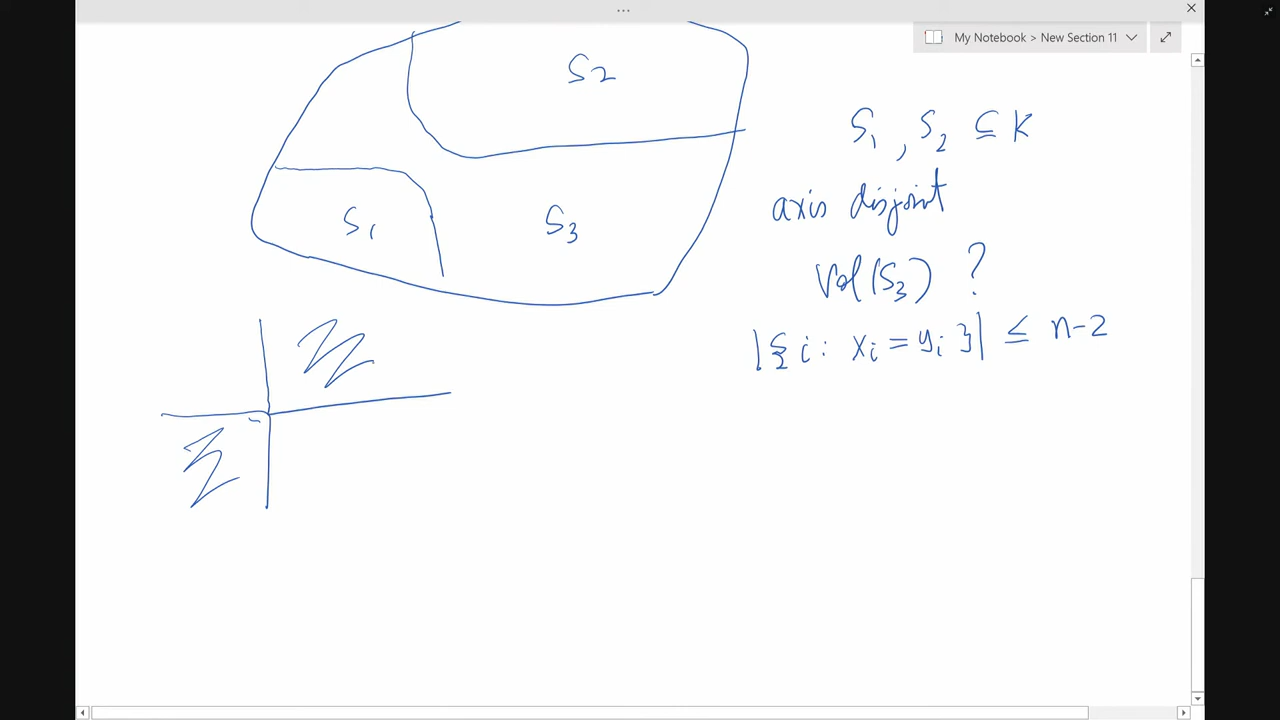 ...
My Notebook > New Section 11
S2
S₁, S₂ ⊆ K
axis disjoint
S₁
S₃
Vol(S₃) ?
|{i : xᵢ = yᵢ}| ≤ n-2